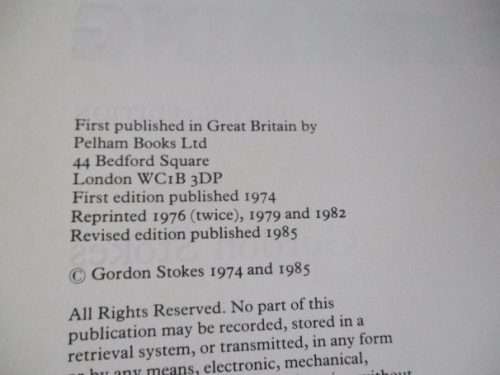 First published in Great Britain by
Pelham Books Ltd
44 Bedford Square
London WC1B 3DP
First edition published 1974
Reprinted 1976 (twice), 1979 and 1982
Revised edition published 1985
© Gordon Stokes 1974 and 1985
All Rights Reserved. No part of this
publication may be recorded, stored in a
retrieval system, or transmitted, in any form
or by any means, electronic, mechanical,
without